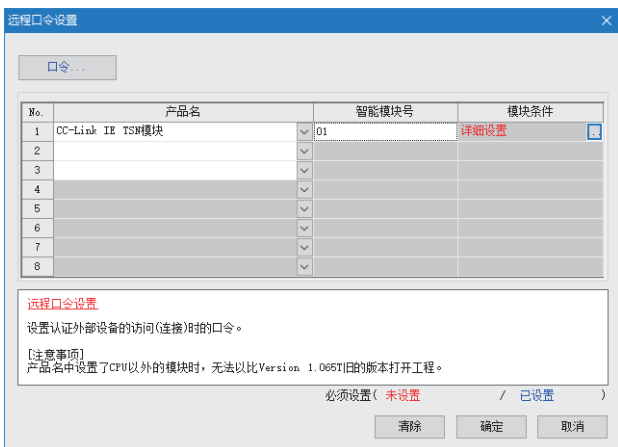 远程口令设置
口令...
No. 产品名 智能模块号 模块条件
1 CC-Link IE TSN模块 01 详细设置 ..
2
3
4
5
6
7
8
远程口令设置
设置认证外部设备的访问(连接)时的口令。
[注意事项]
产品名中设置了CPU以外的模块时，无法以比Version 1.065T旧的版本打开工程。
必须设置( 未设置 / 已设置 )
清除 确定 取消